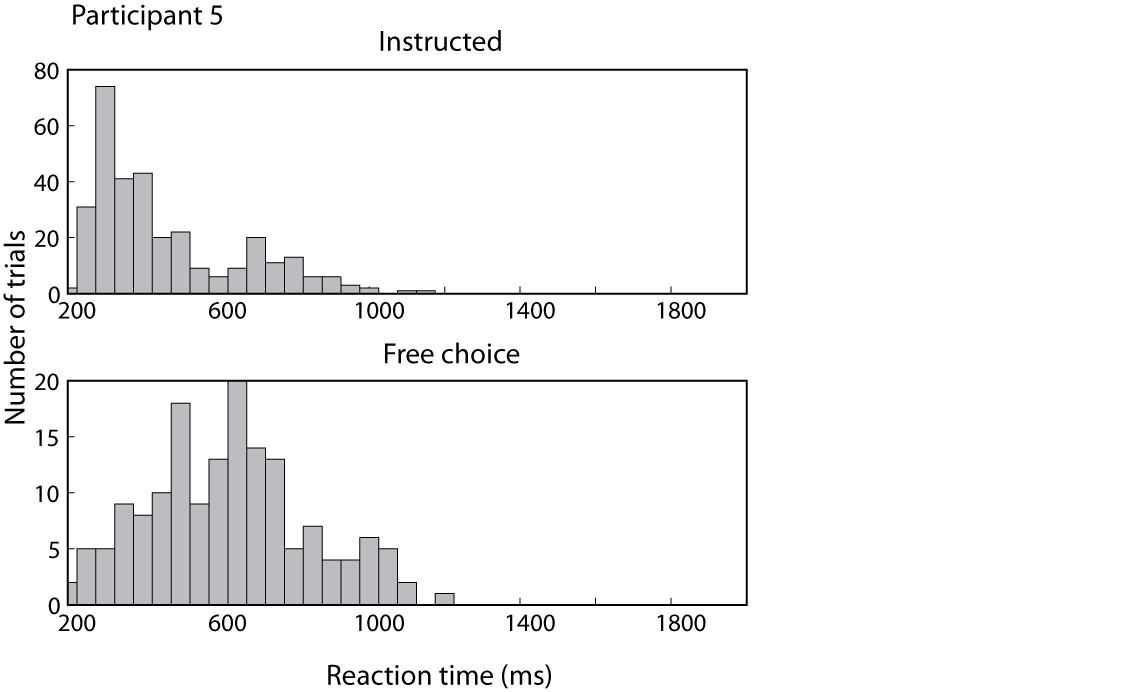 Participant 5
Instructed
80
60
40
20
0
200 600 1000 1400 1800
Number of trials
Free choice
20
15
10
5
0
200 600 1000 1400 1800
Reaction time (ms)